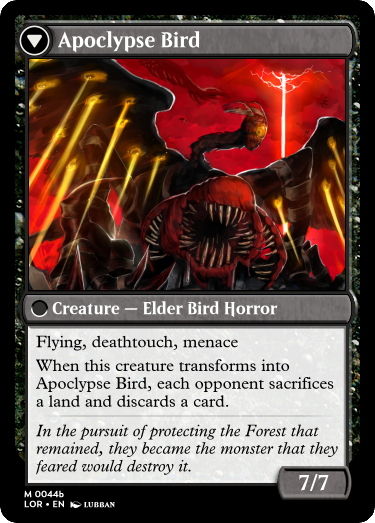 Apoclypse Bird
Creature — Elder Bird Horror
Flying, deathtouch, menace
When this creature transforms into
Apoclypse Bird, each opponent sacrifices
a land and discards a card.
In the pursuit of protecting the Forest that
remained, they became the monster that they
feared would destroy it.
7/7
M 0044b
LOR • EN LUBBAN